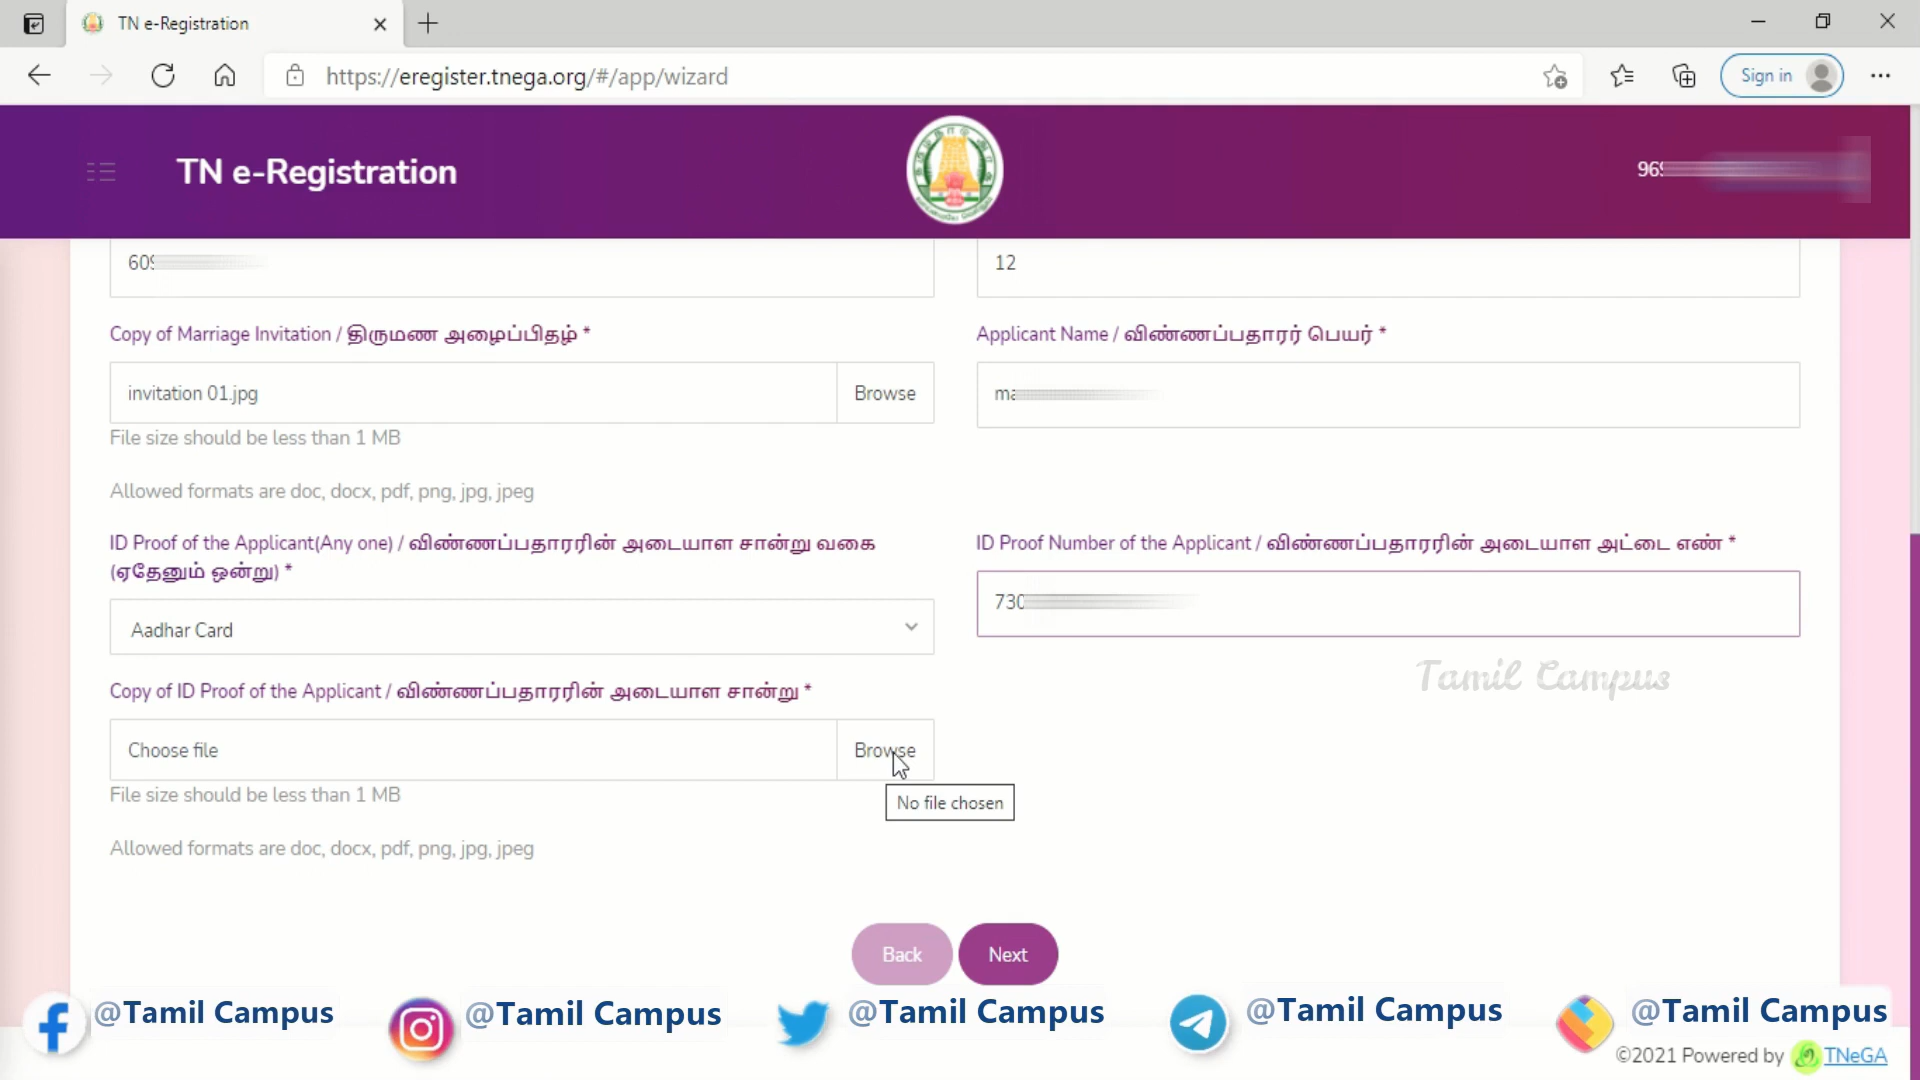 TN e-Registration
https://eregister.tnega.org/#/app/wizard
Sign in
TN e-Registration
969
609
12
Copy of Marriage Invitation / திருமண அழைப்பிதழ் *
Applicant Name / விண்ணப்பதாரர் பெயர் *
invitation 01.jpg
Browse
ma
File size should be less than 1 MB
Allowed formats are doc, docx, pdf, png, jpg, jpeg
ID Proof of the Applicant(Any one) / விண்ணப்பதாரரின் அடையாள சான்று வகை
(ஏதேனும் ஒன்று) *
ID Proof Number of the Applicant / விண்ணப்பதாரரின் அடையாள அட்டை எண் *
730
Aadhar Card
Tamil Campus
Copy of ID Proof of the Applicant / விண்ணப்பதாரரின் அடையாள சான்று *
Choose file
Browse
No file chosen
File size should be less than 1 MB
Allowed formats are doc, docx, pdf, png, jpg, jpeg
Back
Next
@Tamil Campus
@Tamil Campus
@Tamil Campus
@Tamil Campus
@Tamil Campus
©2021 Powered by TNeGA